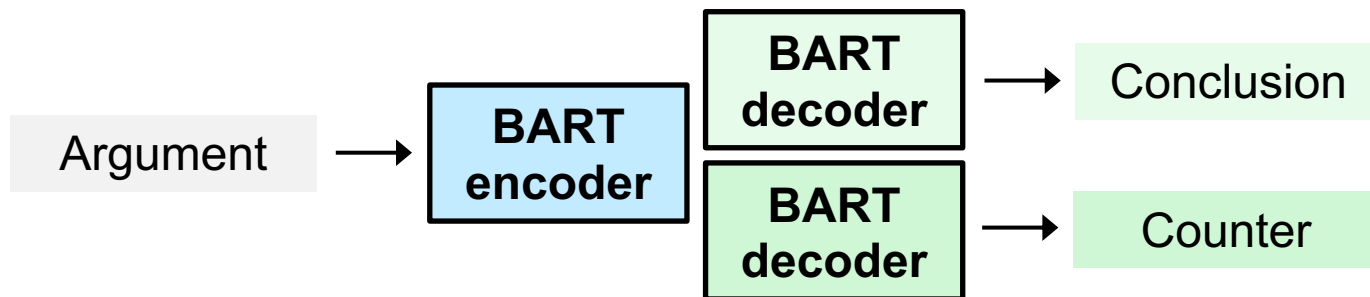 Argument
BART
encoder
BART
decoder
Conclusion
BART
decoder
Counter